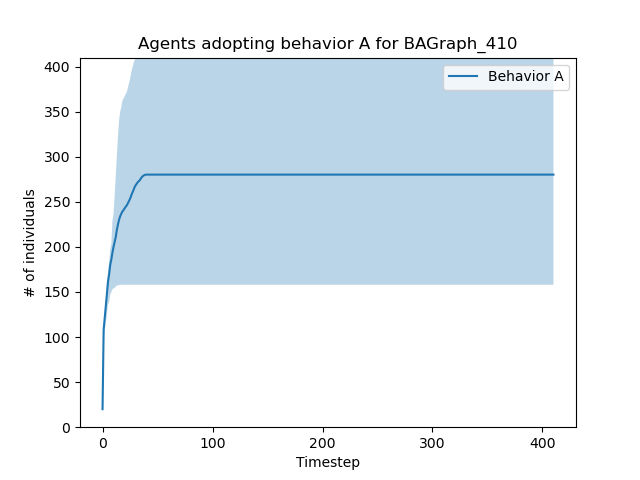 Agents adopting behavior A for BAGraph_410
Behavior A
# of individuals
400
350
300
250
200
150
100
50
0
0 100 200 300 400
Timestep